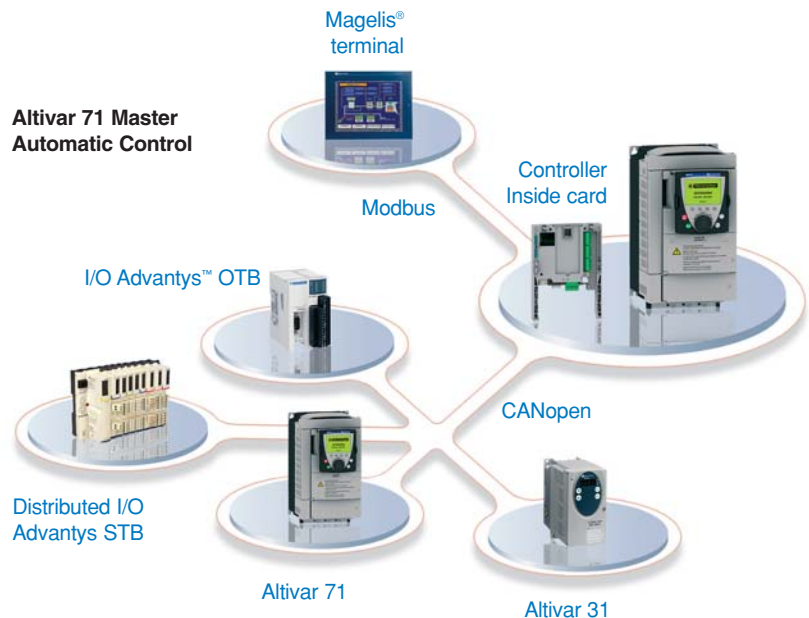 Magelis®
terminal
Altivar 71 Master
Automatic Control
Controller
Inside card
Modbus
I/O Advantys™ OTB
CANopen
Distributed I/O
Advantys STB
Altivar 71
Altivar 31